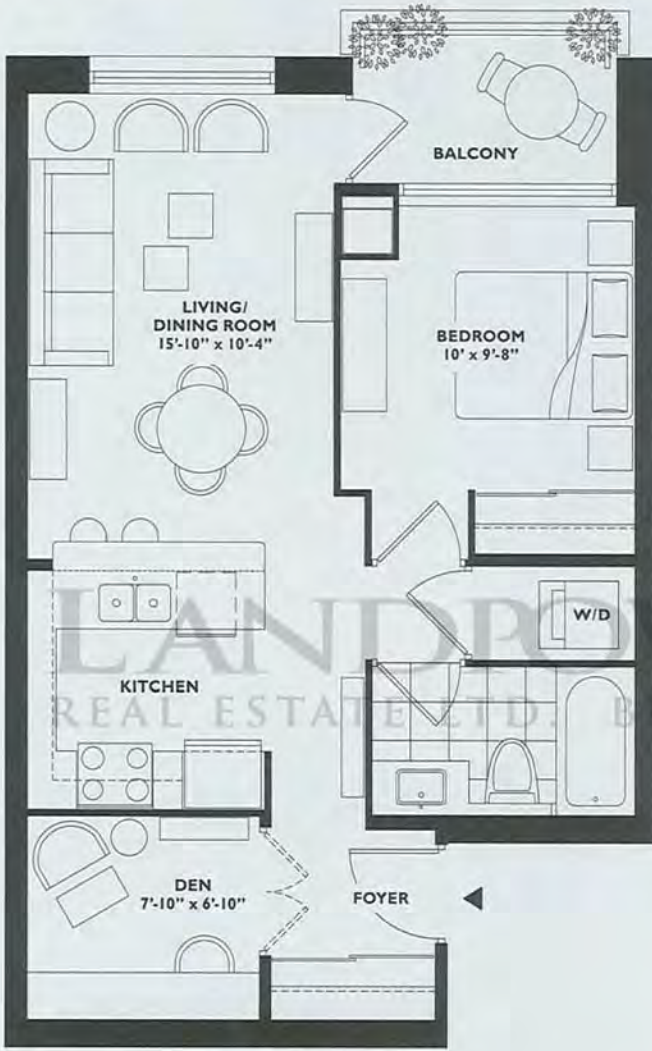 BALCONY
LIVING/
DINING ROOM
15'-10" x 10'-4"
BEDROOM
10' x 9'-8"
W/D
KITCHEN
LANDPOW
REAL ESTATE LTD. B
DEN
7'-10" x 6'-10"
FOYER